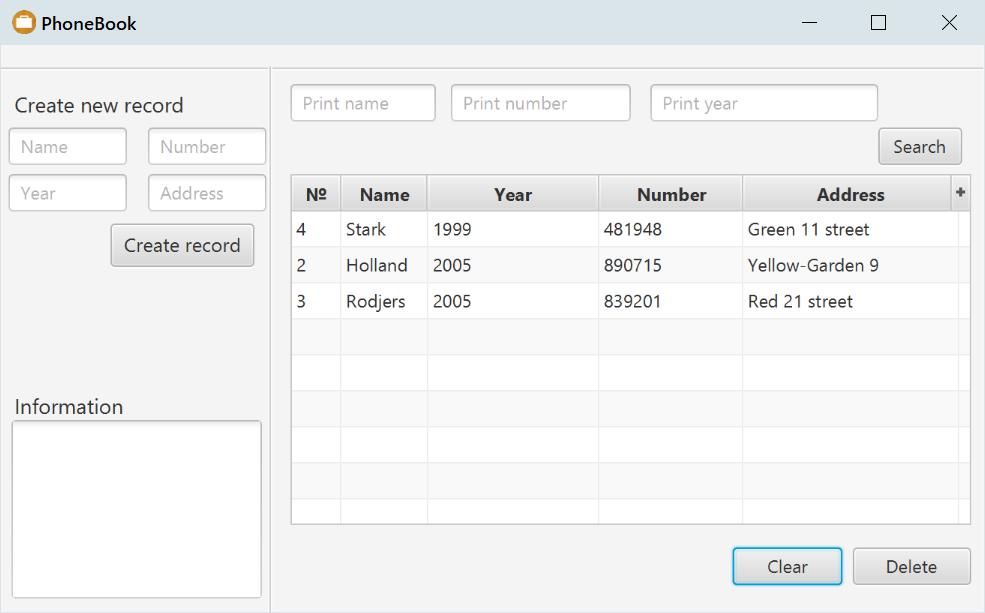 PhoneBook
Create new record
Name Number
Year Address
Create record
Information
Print name Print number Print year
Search
№ Name Year Number Address +
4 Stark 1999 481948 Green 11 street
2 Holland 2005 890715 Yellow-Garden 9
3 Rodjers 2005 839201 Red 21 street
Clear Delete